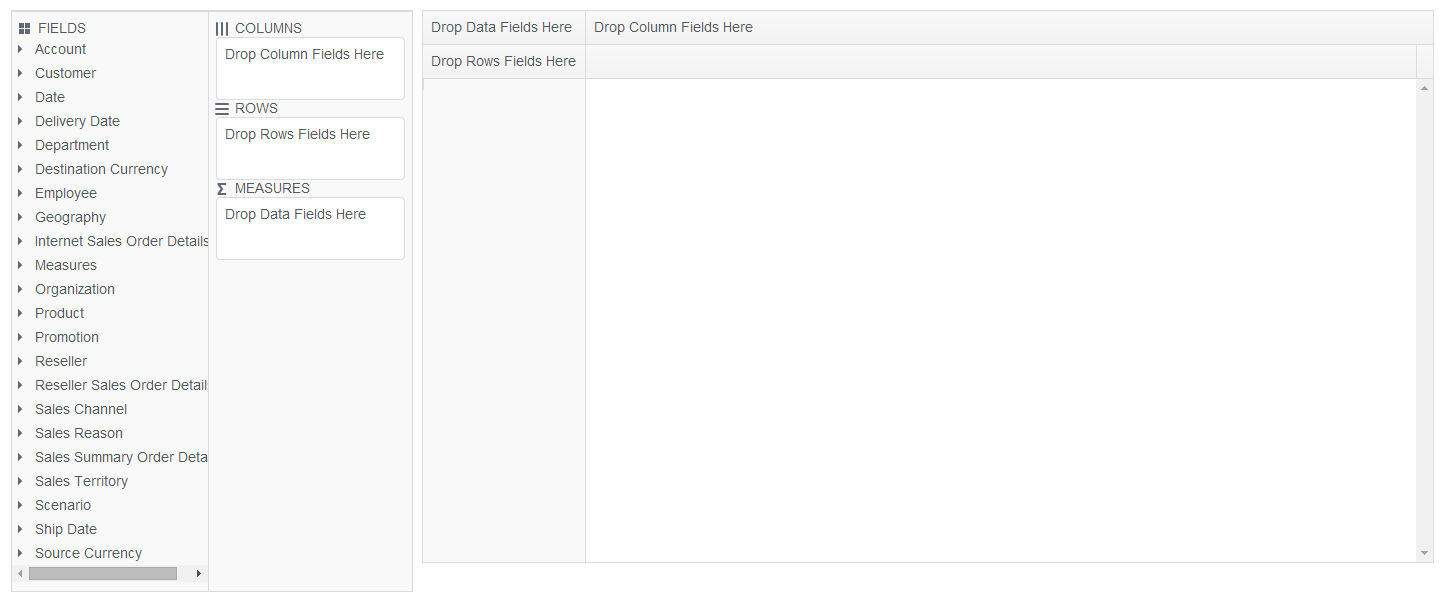 FIELDS
Account
Customer
Date
Delivery Date
Department
Destination Currency
Employee
Geography
Internet Sales Order Details
Measures
Organization
Product
Promotion
Reseller
Reseller Sales Order Detail
Sales Channel
Sales Reason
Sales Summary Order Deta
Sales Territory
Scenario
Ship Date
Source Currency
COLUMNS
Drop Column Fields Here
ROWS
Drop Rows Fields Here
Σ MEASURES
Drop Data Fields Here
Drop Data Fields Here
Drop Column Fields Here
Drop Rows Fields Here